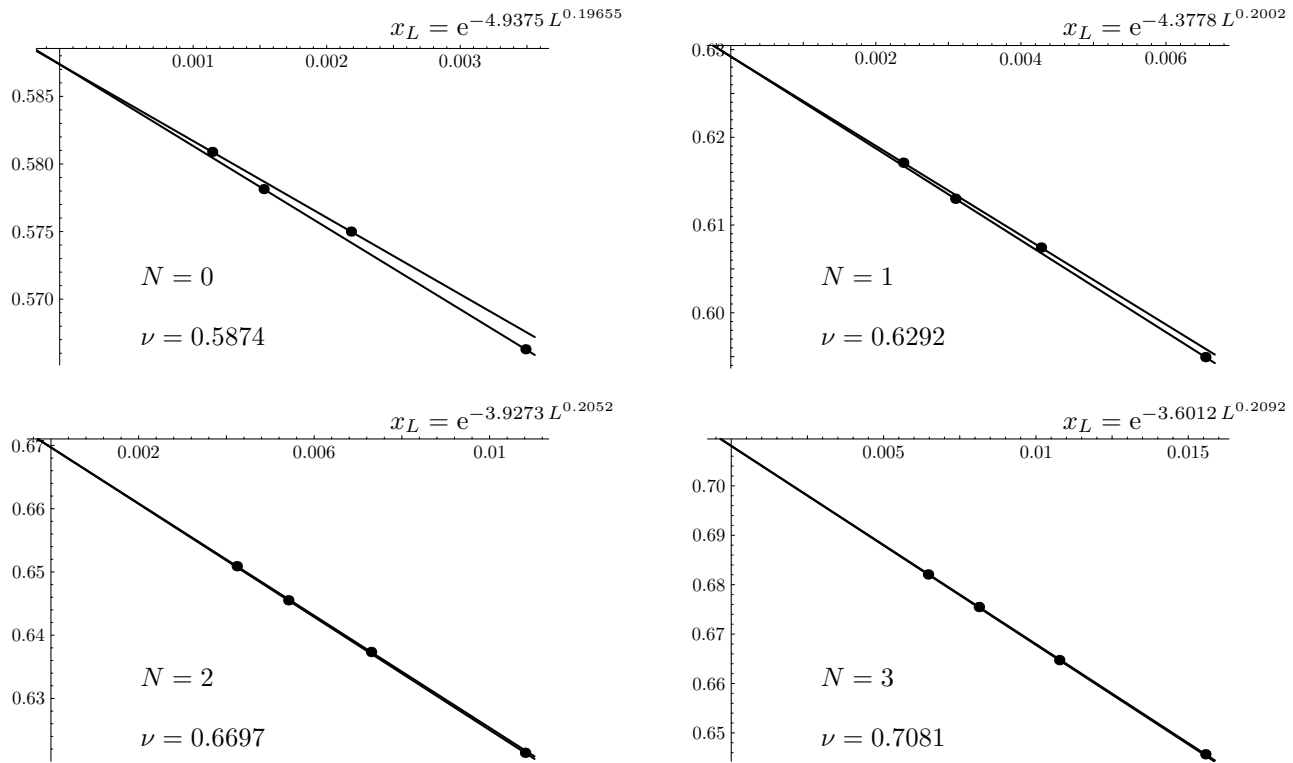 x_L = e^{-4.9375 L^{0.19655}}
0.001 0.002 0.003
0.585
0.580
0.575
0.570
N = 0
ν = 0.5874
x_L = e^{-4.3778 L^{0.2002}}
0.63
0.002 0.004 0.006
0.62
0.61
0.60
N = 1
ν = 0.6292
x_L = e^{-3.9273 L^{0.2052}}
0.67
0.002 0.006 0.01
0.66
0.65
0.64
0.63
N = 2
ν = 0.6697
x_L = e^{-3.6012 L^{0.2092}}
0.005 0.01 0.015
0.70
0.69
0.68
0.67
0.66
0.65
N = 3
ν = 0.7081